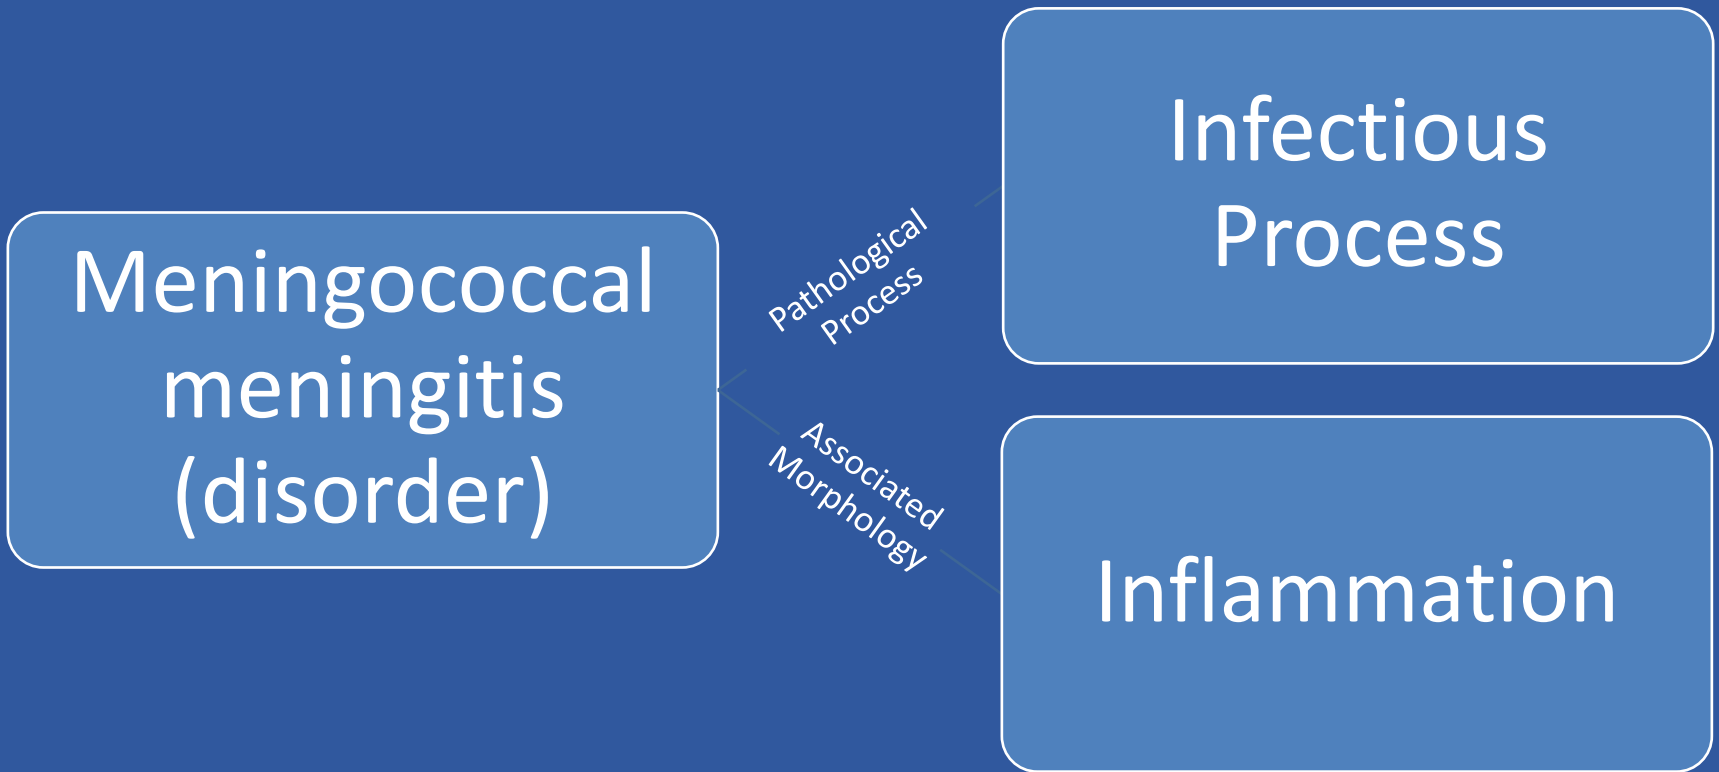 Meningococcal
meningitis
(disorder)
Pathological
Process
Infectious
Process
Associated
Morphology
Inflammation